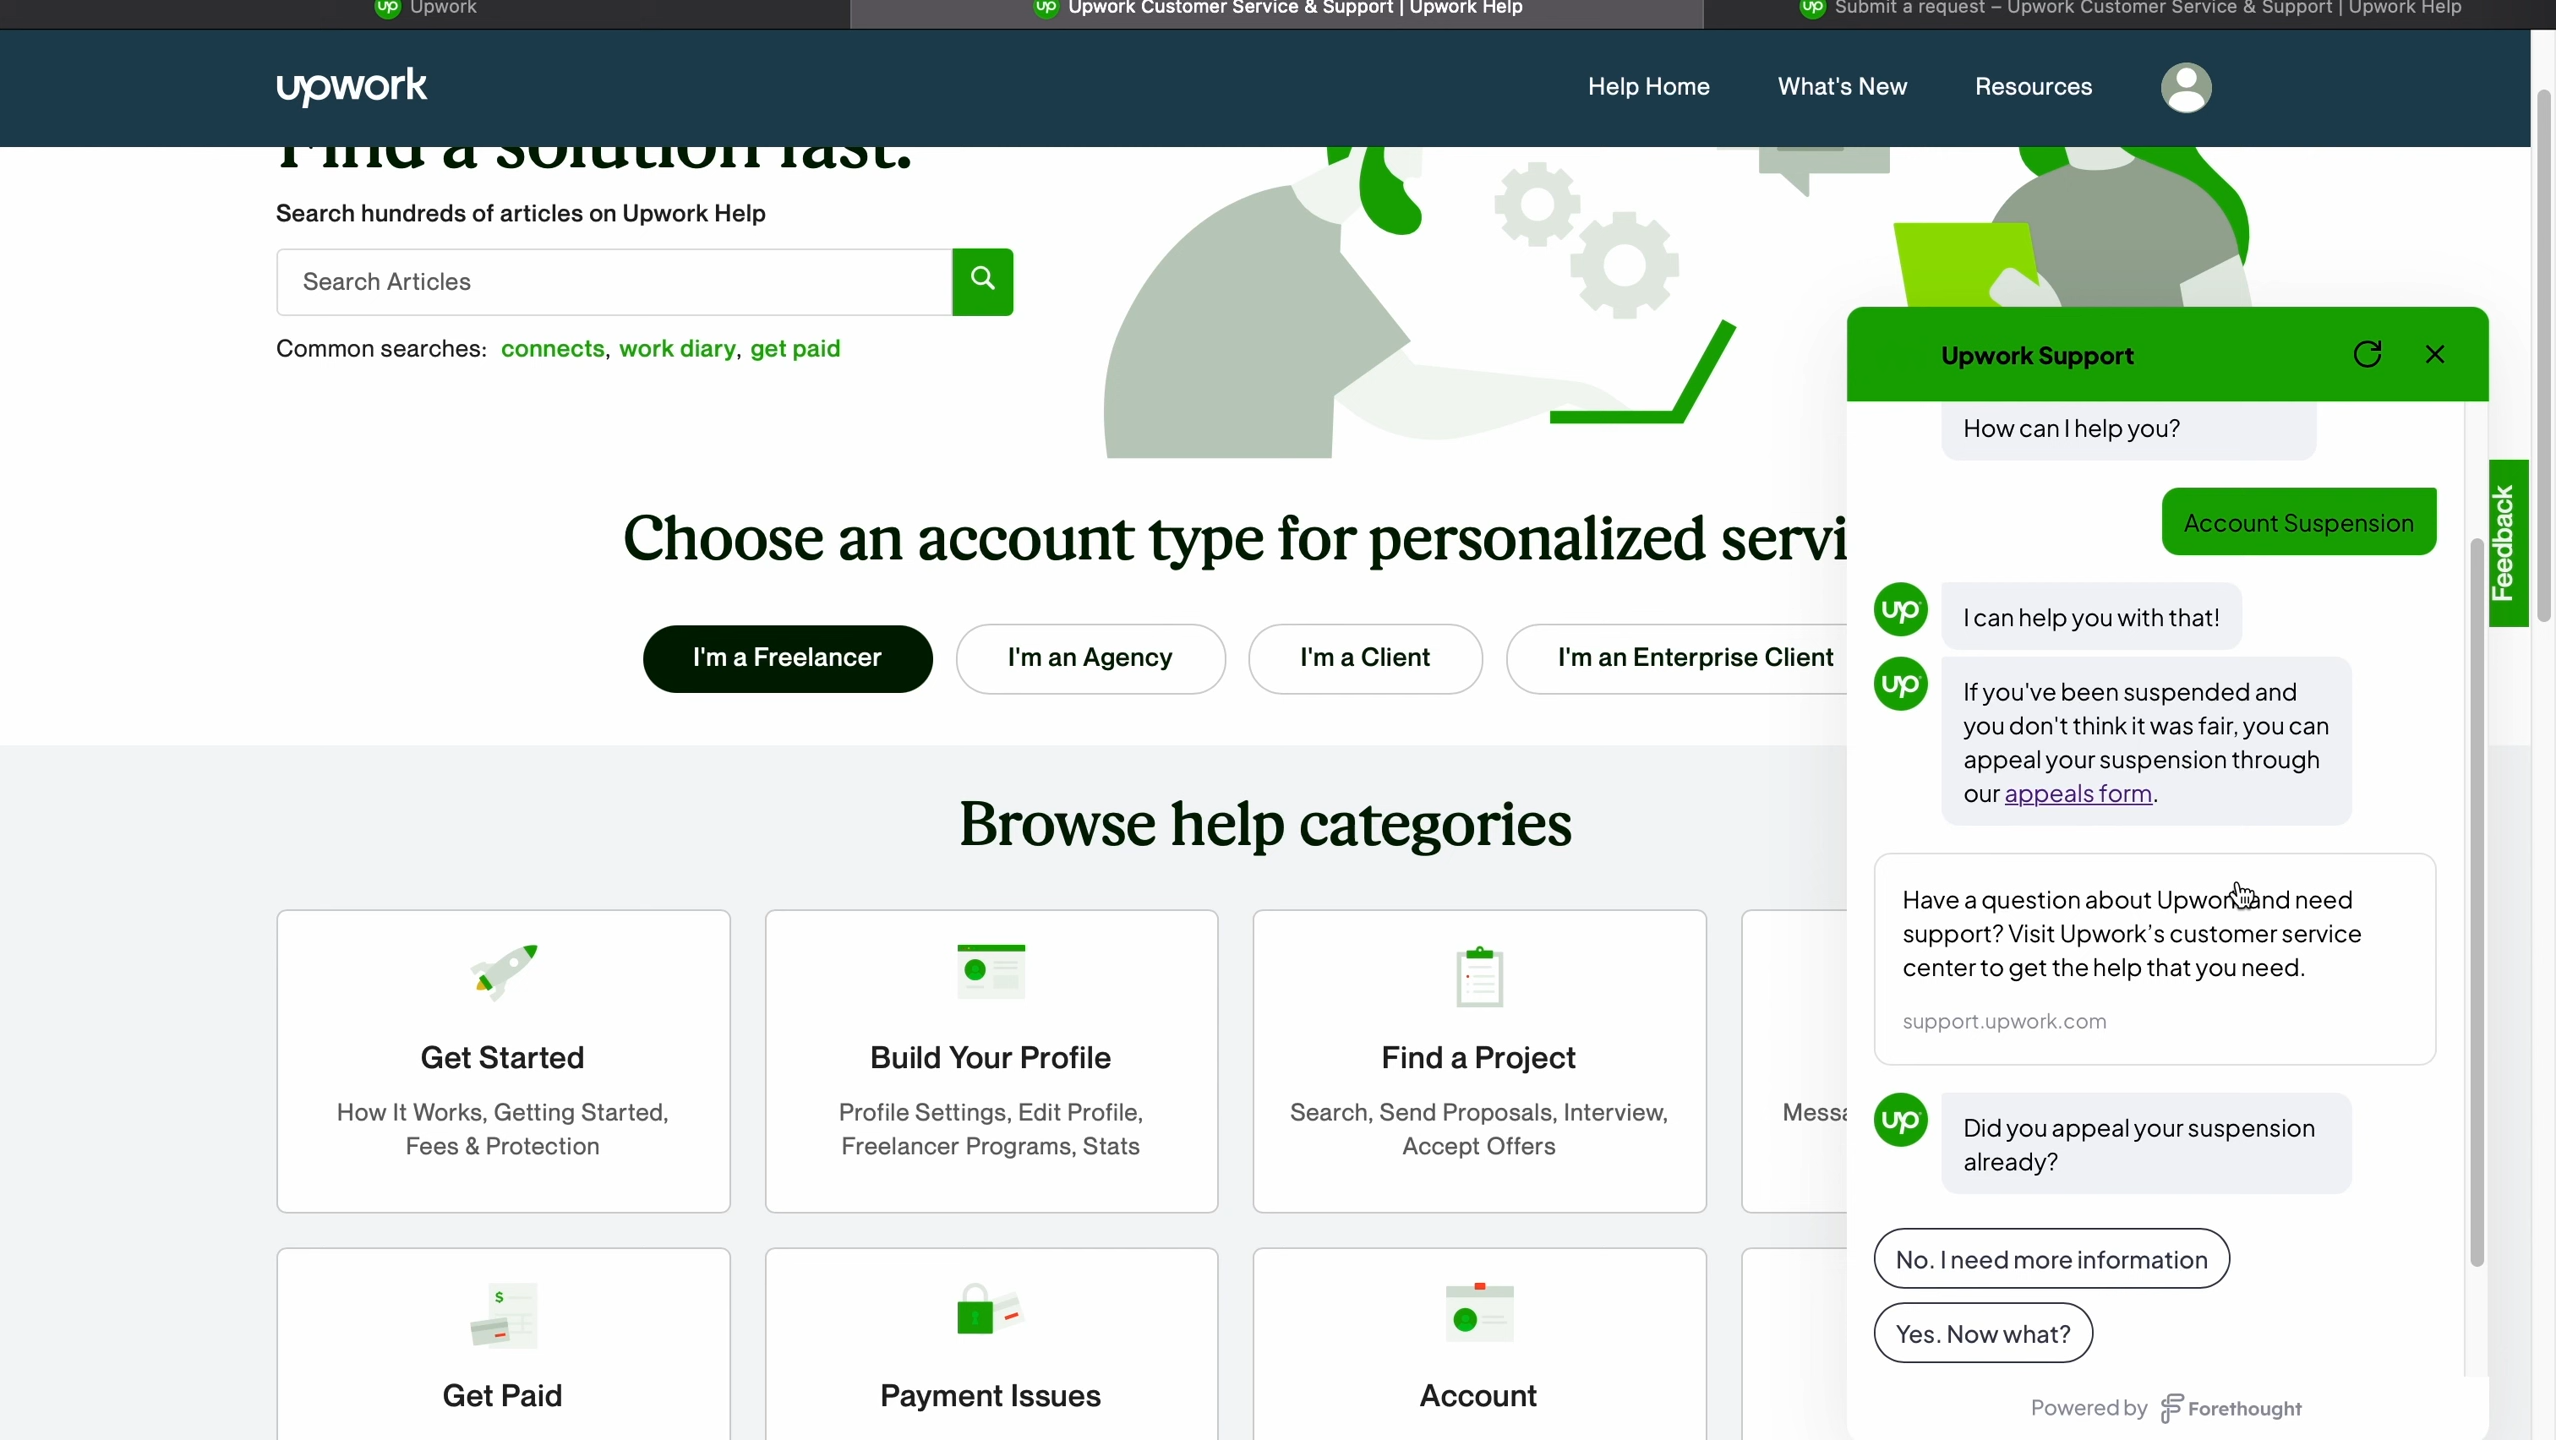 Upwork
Upwork Customer Service & Support | Upwork Help
Submit a request – Upwork Customer Service & Support | Upwork Help
upwork
Help Home
What's New
Resources
Find a solution fast.
Search hundreds of articles on Upwork Help
Search Articles
Common searches: connects, work diary, get paid
Choose an account type for personalized servi
I'm a Freelancer
I'm an Agency
I'm a Client
I'm an Enterprise Client
Browse help categories
Get Started
How It Works, Getting Started,
Fees & Protection
Build Your Profile
Profile Settings, Edit Profile,
Freelancer Programs, Stats
Find a Project
Search, Send Proposals, Interview,
Accept Offers
Messa
Get Paid
Payment Issues
Account
Feedback
Upwork Support
How can I help you?
Account Suspension
up
I can help you with that!
up
If you've been suspended and
you don't think it was fair, you can
appeal your suspension through
our appeals form.
Have a question about Upwork and need
support? Visit Upwork’s customer service
center to get the help that you need.
support.upwork.com
up
Did you appeal your suspension
already?
No. I need more information
Yes. Now what?
Powered by Forethought